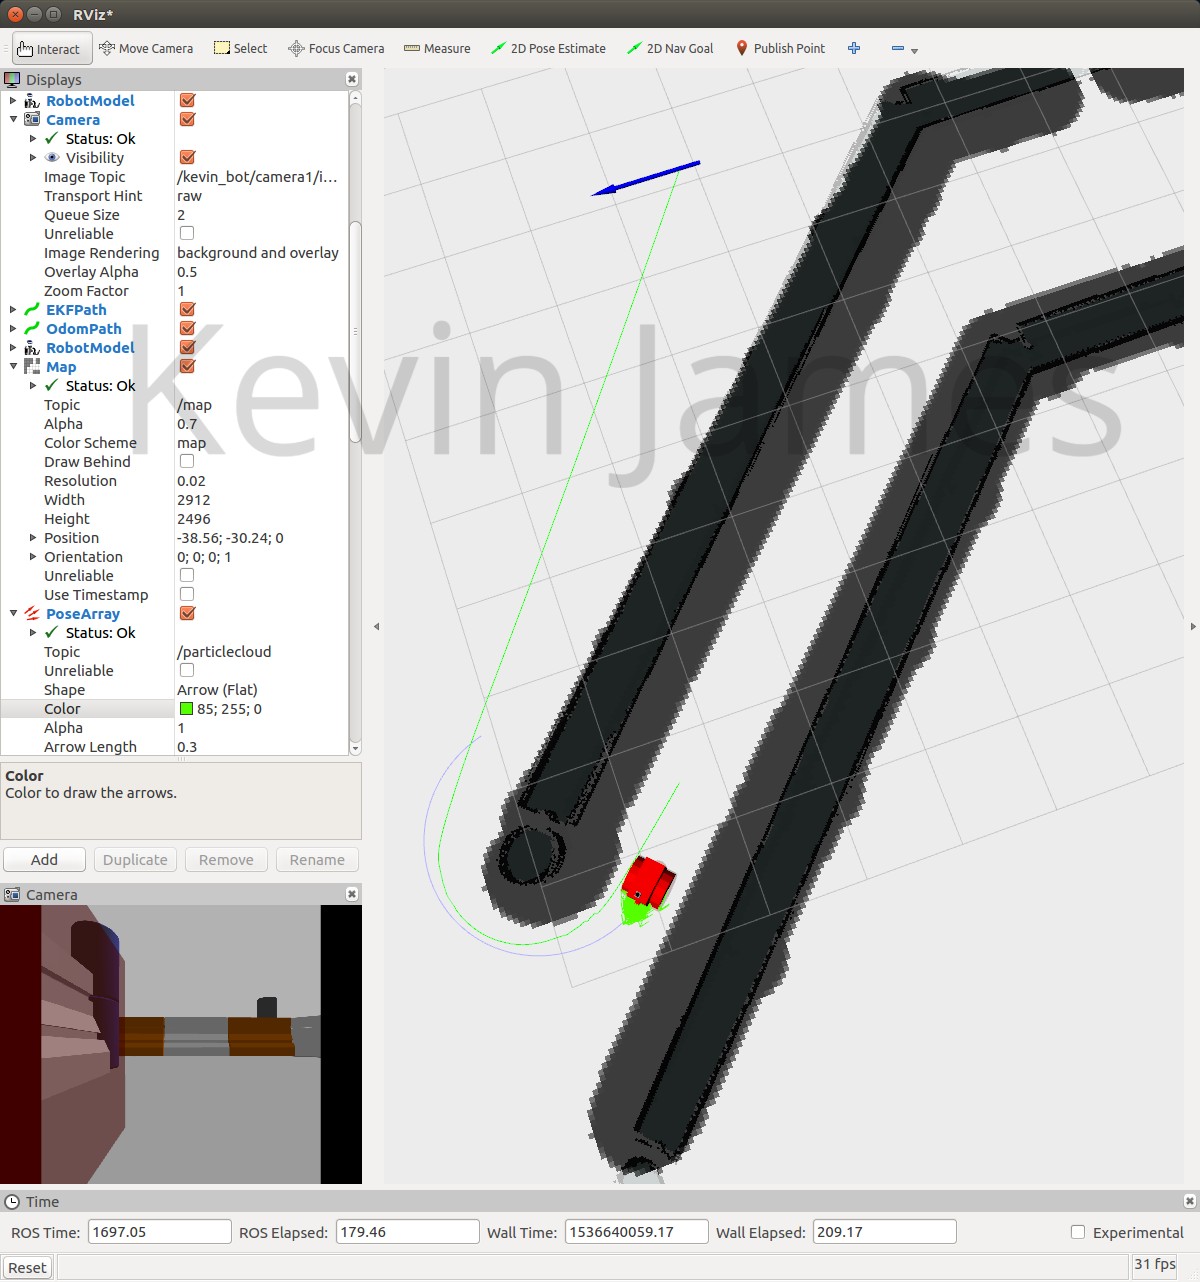 RViz*
Interact Move Camera Select Focus Camera Measure 2D Pose Estimate 2D Nav Goal Publish Point
Displays
RobotModel
Camera
Status: Ok
Visibility
Image Topic /kevin_bot/camera1/i...
Transport Hint raw
Queue Size 2
Unreliable
Image Rendering background and overlay
Overlay Alpha 0.5
Zoom Factor 1
EKFPath
OdomPath
RobotModel
Map
Status: Ok
Topic /map
Alpha 0.7
Color Scheme map
Draw Behind
Resolution 0.02
Width 2912
Height 2496
Position -38.56; -30.24; 0
Orientation 0; 0; 0; 1
Unreliable
Use Timestamp
PoseArray
Status: Ok
Topic /particlecloud
Unreliable
Shape Arrow (Flat)
Color 85; 255; 0
Alpha 1
Arrow Length 0.3
Kevin James
Color
Color to draw the arrows.
Add Duplicate Remove Rename
Camera
Time
ROS Time: 1697.05 ROS Elapsed: 179.46 Wall Time: 1536640059.17 Wall Elapsed: 209.17 Experimental
Reset 31 fps